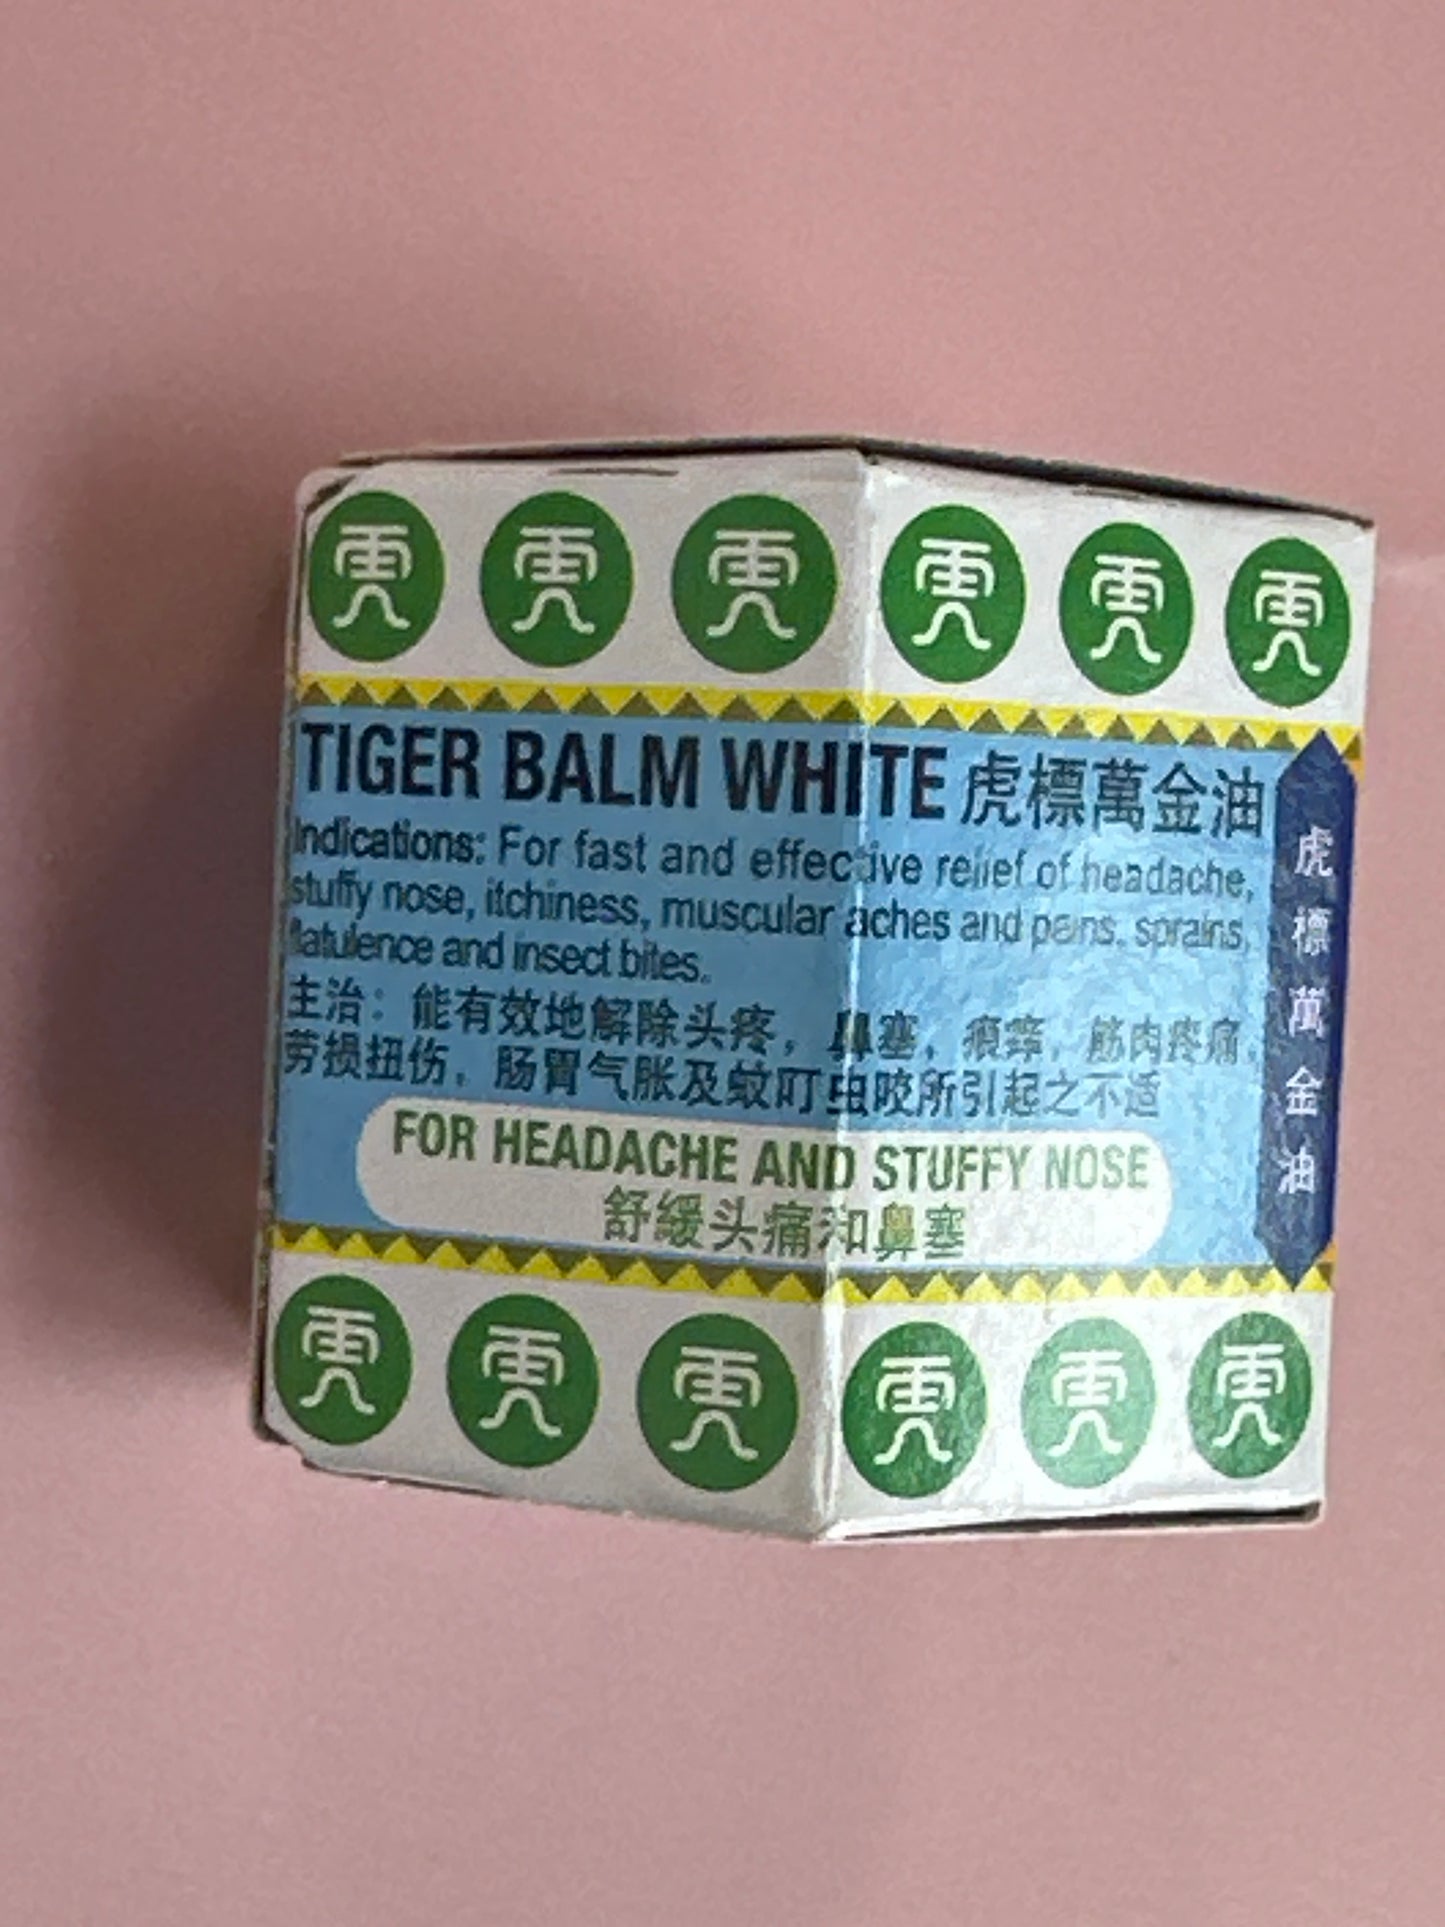 TIGER BALM WHITE 虎標萬金油
Indications: For fast and effective relief of headache,
stuffy nose, itchiness, muscular aches and pains, sprains,
flatulence and insect bites.
主治：能有效地解除头疼，鼻塞，痕痒，筋肉疼痛，
劳损扭伤，肠胃气胀及蚊叮虫咬所引起之不适
FOR HEADACHE AND STUFFY NOSE
舒缓头痛和鼻塞
虎標萬金油